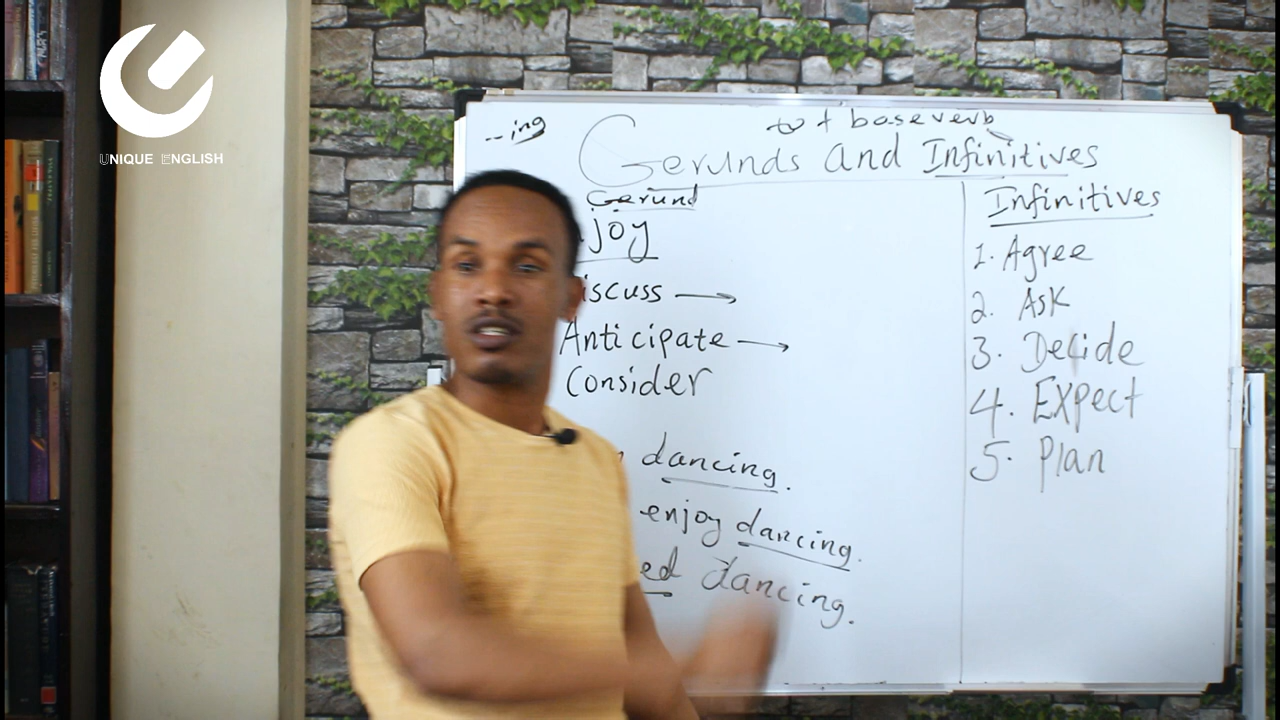 UNIQUE ENGLISH
--ing
to + base verb
Gerunds and Infinitives
Gerund
joy
iscuss →
Anticipate →
Consider
dancing.
enjoy dancing.
ed dancing.
Infinitives
1. Agree
2. Ask
3. Decide
4. Expect
5. Plan